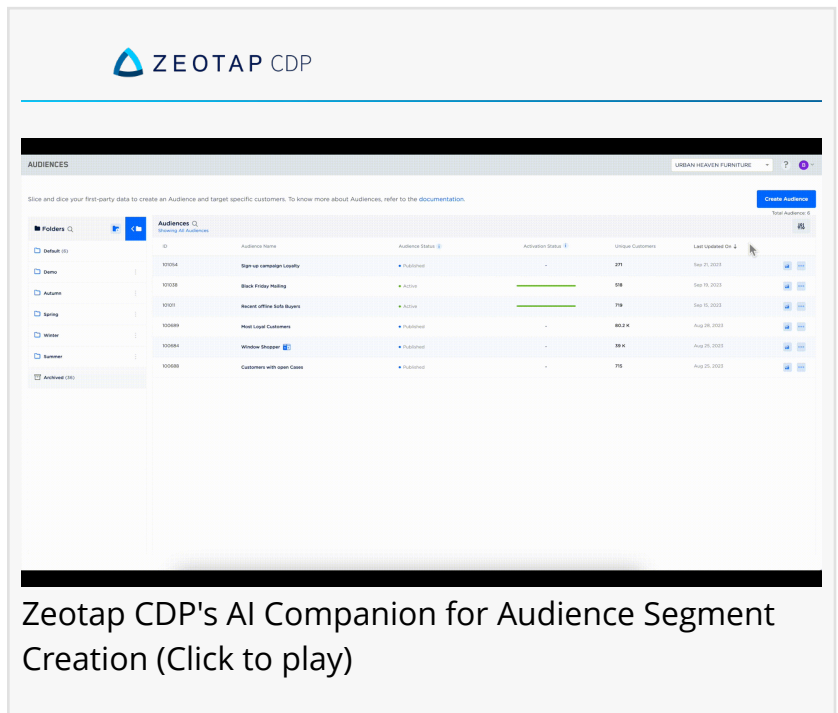 ZEOTAP CDP
AUDIENCES
URBAN HEAVEN FURNITURE
?
Slice and dice your first-party data to create an Audience and target specific customers. To know more about Audiences, refer to the documentation.
Create Audience
Total Audience: 6
Folders
Audiences
Showing All Audiences
Default (6)
Demo
Autumn
Spring
Winter
Summer
Archived (36)
ID Audience Name Audience Status Activation Status Unique Customers Last Updated On ↓
101054 Sign-up campaign Loyalty • Published - 271 Sep 21, 2023
101038 Black Friday Mailing • Active 518 Sep 19, 2023
101011 Recent offline Sofa Buyers • Active 719 Sep 15, 2023
100689 Most Loyal Customers • Published - 80.2 K Aug 28, 2023
100684 Window Shopper • Published - 39 K Aug 25, 2023
100688 Customers with open Cases • Published - 715 Aug 25, 2023
Zeotap CDP's AI Companion for Audience Segment
Creation (Click to play)